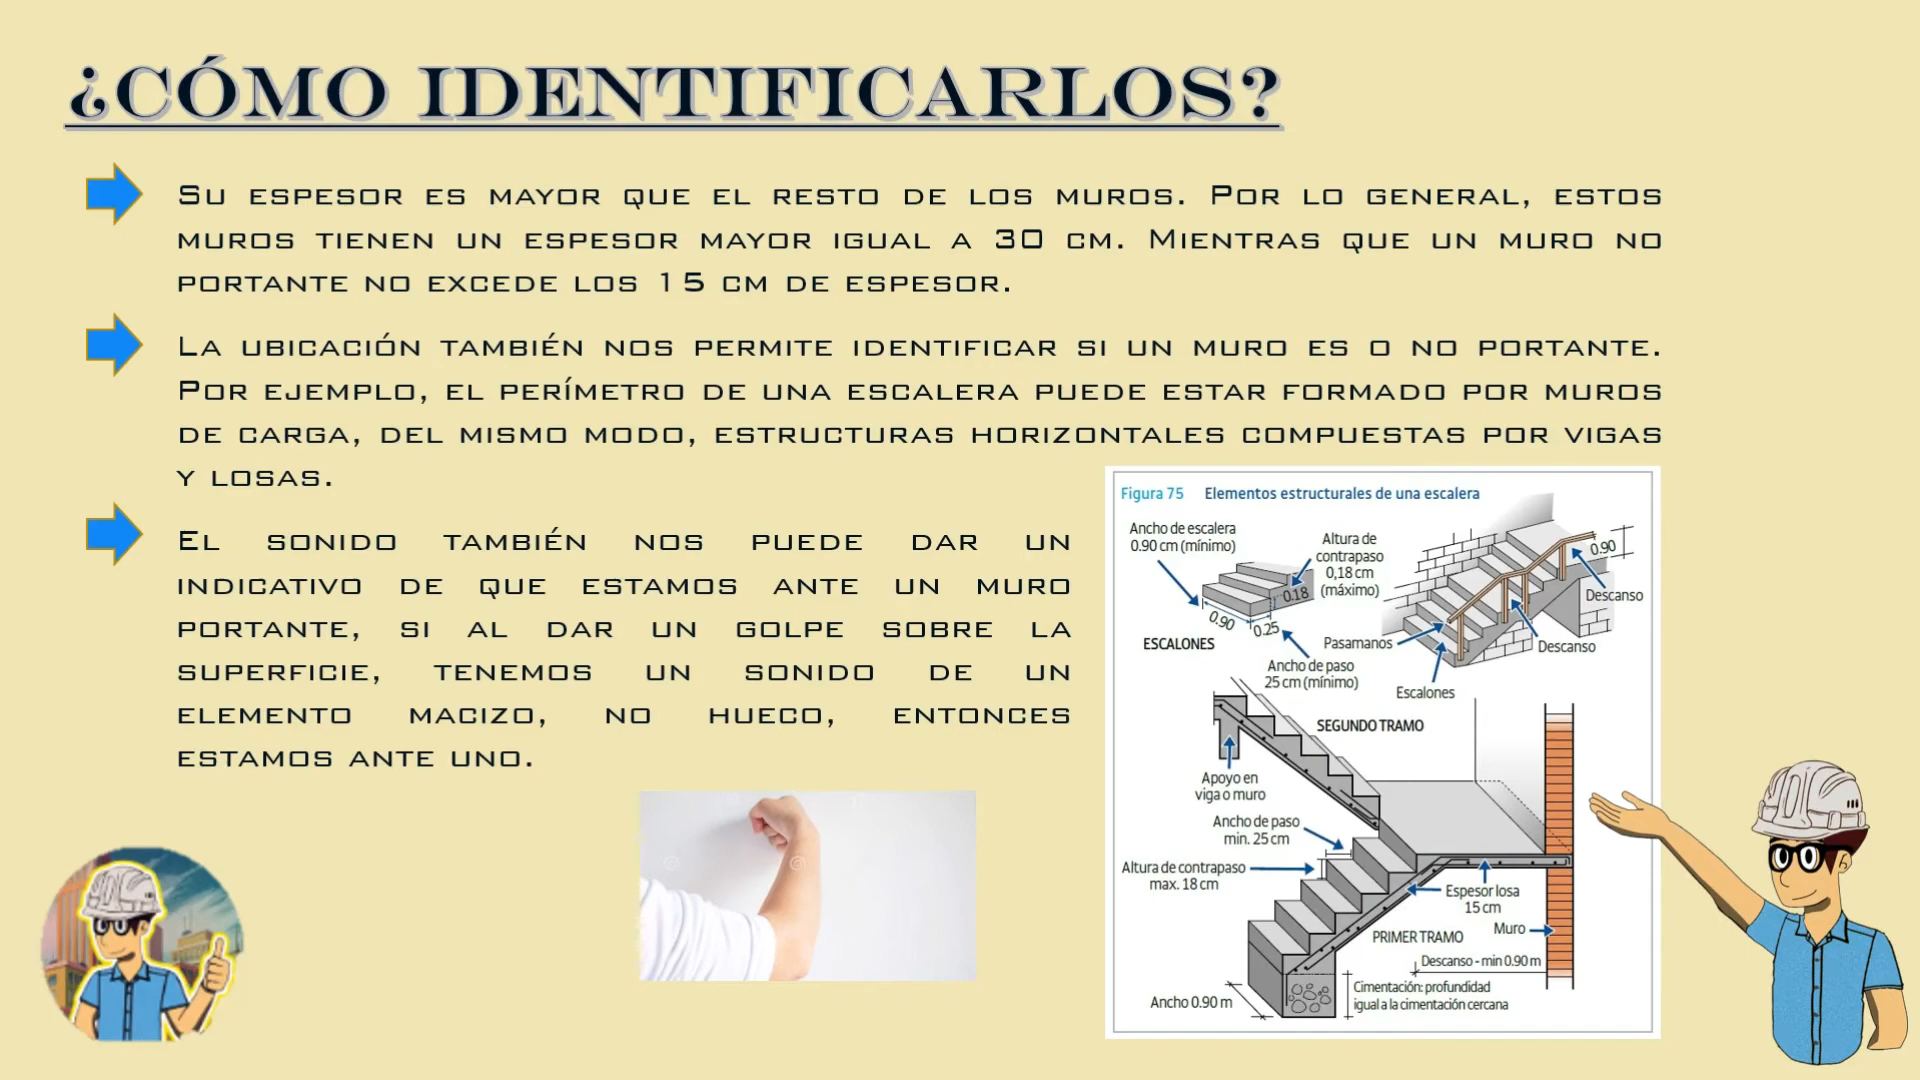 ¿CÓMO IDENTIFICARLOS?
Su espesor es mayor que el resto de los muros. Por lo general, estos
muros tienen un espesor mayor igual a 30 cm. Mientras que un muro no
portante no excede los 15 cm de espesor.
La ubicación también nos permite identificar si un muro es o no portante.
Por ejemplo, el perímetro de una escalera puede estar formado por muros
de carga, del mismo modo, estructuras horizontales compuestas por vigas
y losas.
El sonido también nos puede dar un
indicativo de que estamos ante un muro
portante, si al dar un golpe sobre la
superficie, tenemos un sonido de un
elemento macizo, no hueco, entonces
estamos ante uno.
Figura 75 Elementos estructurales de una escalera
Ancho de escalera
0.90 cm (mínimo)
Altura de
contrapaso
0,18 cm
(máximo)
0.18
0.90
0.25
ESCALONES
Ancho de paso
25 cm (mínimo)
0.90
Descanso
Pasamanos
Descanso
Escalones
SEGUNDO TRAMO
Apoyo en
viga o muro
Ancho de paso
min. 25 cm
Altura de contrapaso
max. 18 cm
Espesor losa
15 cm
Muro
PRIMER TRAMO
Descanso - min 0.90 m
Ancho 0.90 m
Cimentación: profundidad
igual a la cimentación cercana